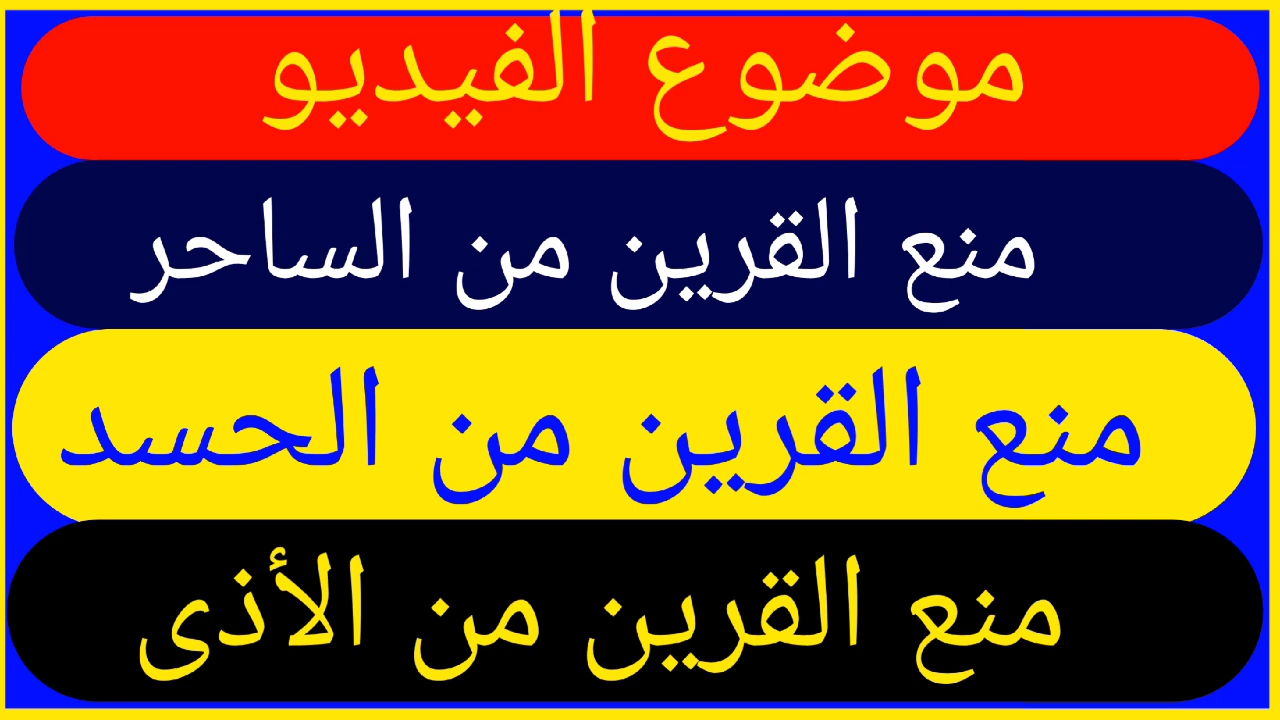 موضوع الفيديو
منع القرين من الساحر
منع القرين من الحسد
منع القرين من الأذى